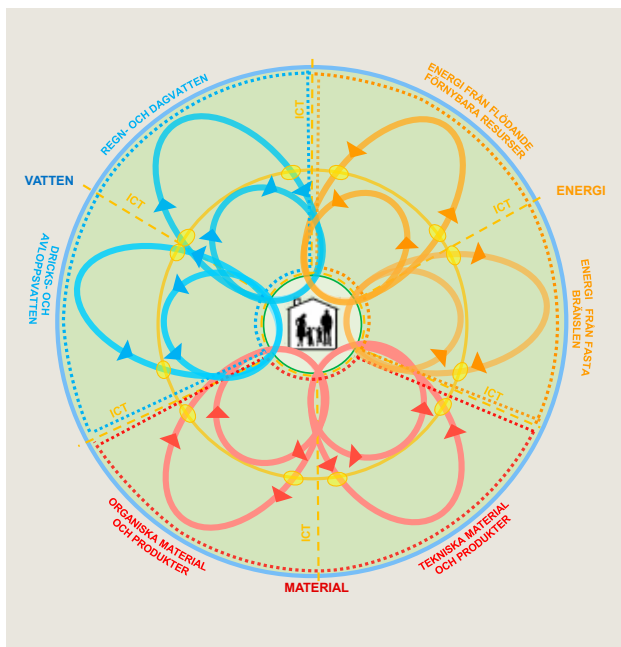 REGN- OCH DAGVATTEN
ENERGI FRÅN FLÖDANDE
FÖRNYBARA RESURSER
ICT
VATTEN
ENERGI
ICT
ICT
DRICKS- OCH
AVLOPPSVATTEN
ENERGI FRÅN FASTA
BRÄNSLEN
ICT
ICT
ORGANISKA MATERIAL
OCH PRODUKTER
ICT
TEKNISKA MATERIAL
OCH PRODUKTER
MATERIAL